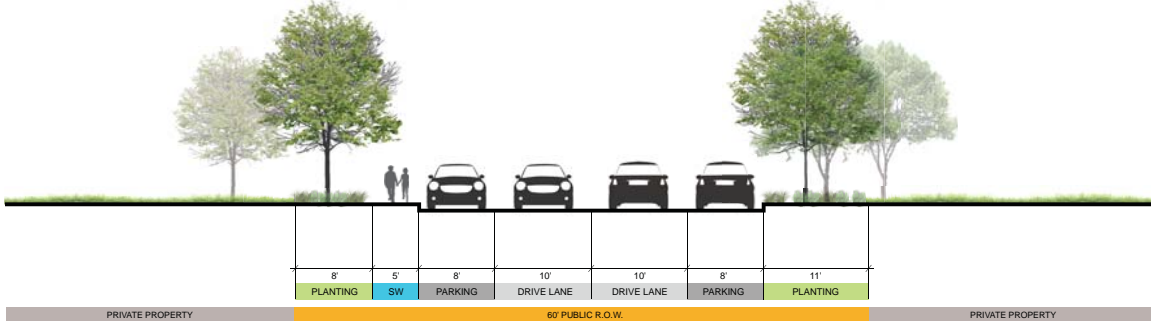 8' 5' 8' 10' 10' 8' 11'
PLANTING SW PARKING DRIVE LANE DRIVE LANE PARKING PLANTING
PRIVATE PROPERTY 60' PUBLIC R.O.W. PRIVATE PROPERTY